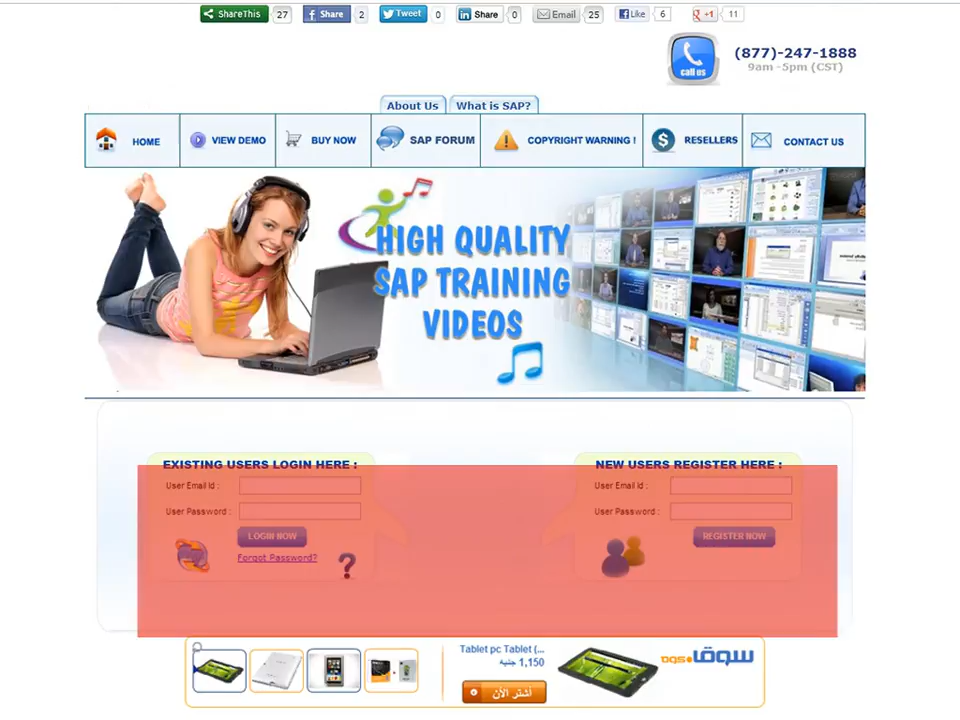 ShareThis 27 Share 2 Tweet 0 Share 0 Email 25 Like 6 +1 11
(877)-247-1888
call us 9am -5pm (CST)
About Us What is SAP?
HOME VIEW DEMO BUY NOW SAP FORUM COPYRIGHT WARNING ! RESELLERS CONTACT US
HIGH QUALITY
SAP TRAINING
VIDEOS
EXISTING USERS LOGIN HERE : NEW USERS REGISTER HERE :
User Email Id : User Email Id :
User Password : User Password :
LOGIN NOW REGISTER NOW
Forgot Password?
Tablet pc Tablet (...
1,150 جنيه
سوق.com
أشتر الآن